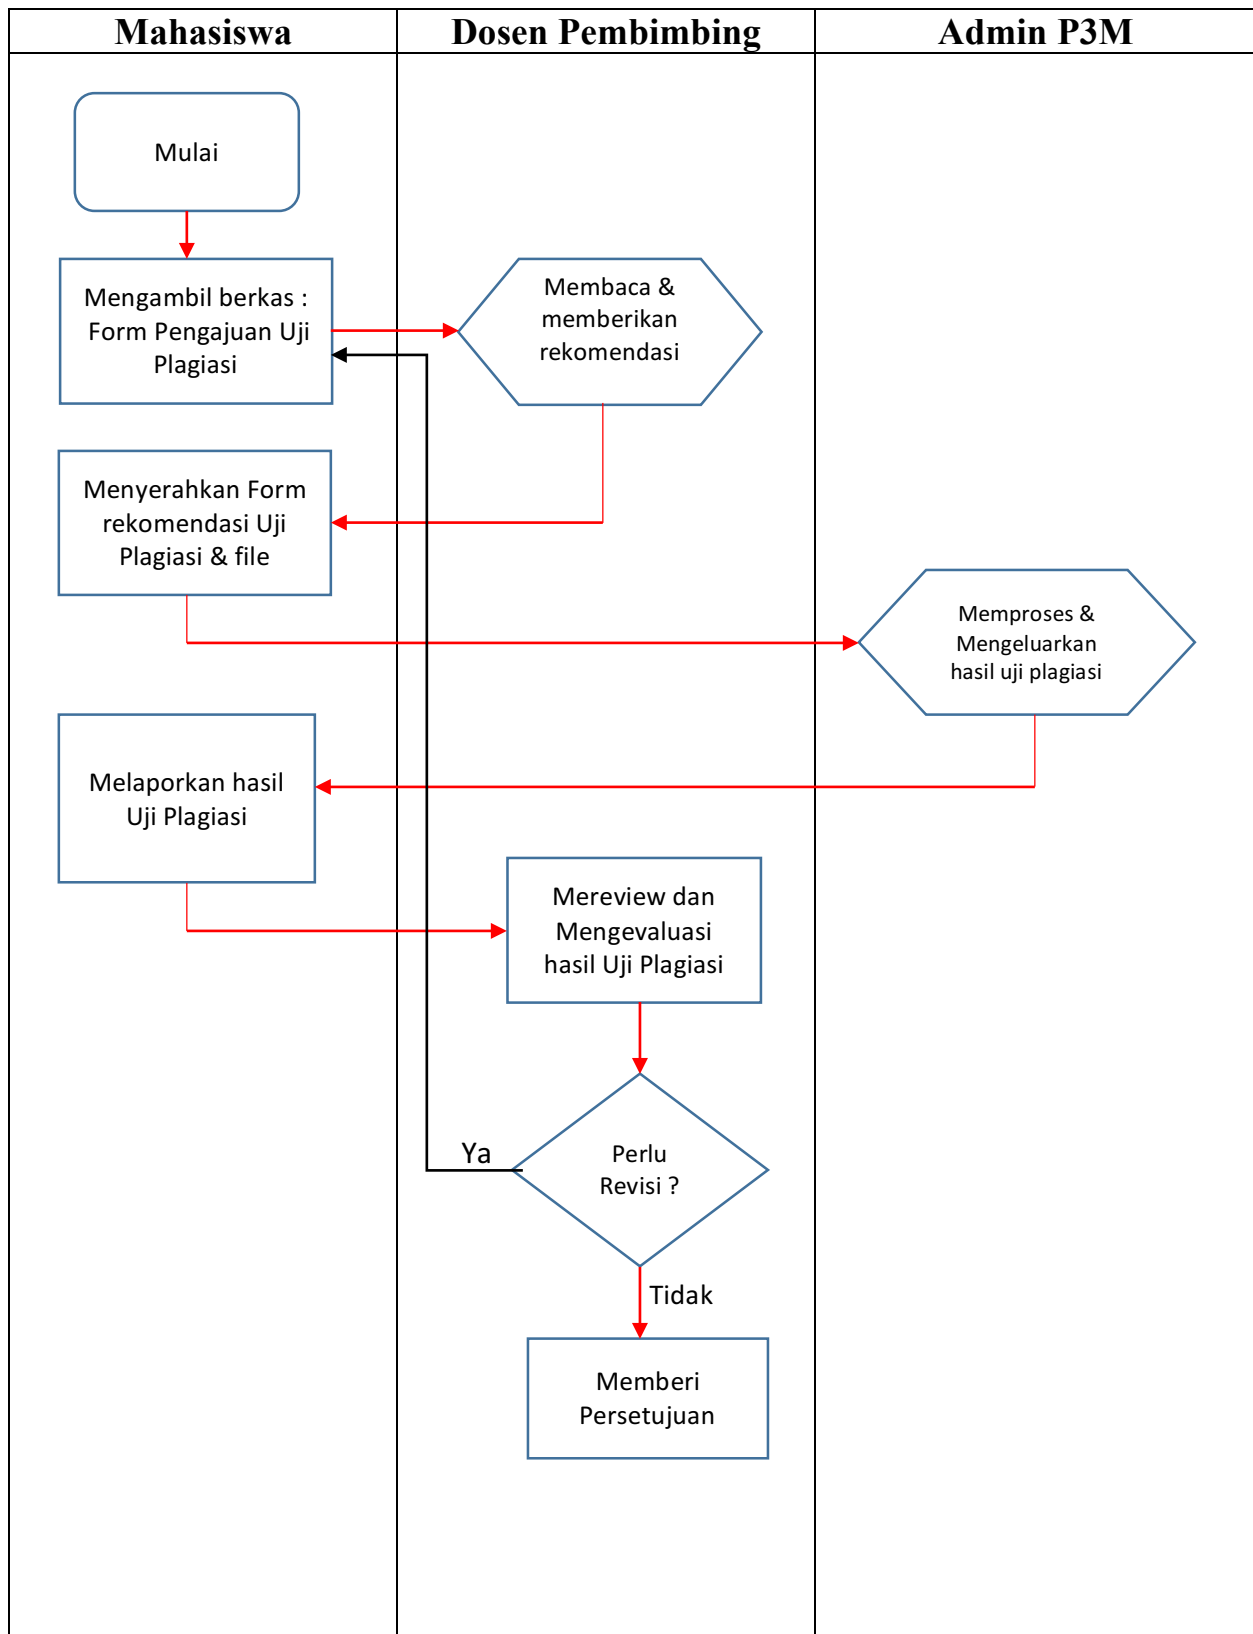 Mahasiswa
Dosen Pembimbing
Admin P3M
Mulai
Mengambil berkas :
Form Pengajuan Uji
Plagiasi
Membaca &
memberikan
rekomendasi
Menyerahkan Form
rekomendasi Uji
Plagiasi & file
Memproses &
Mengeluarkan
hasil uji plagiasi
Melaporkan hasil
Uji Plagiasi
Mereview dan
Mengevaluasi
hasil Uji Plagiasi
Ya
Perlu
Revisi ?
Tidak
Memberi
Persetujuan